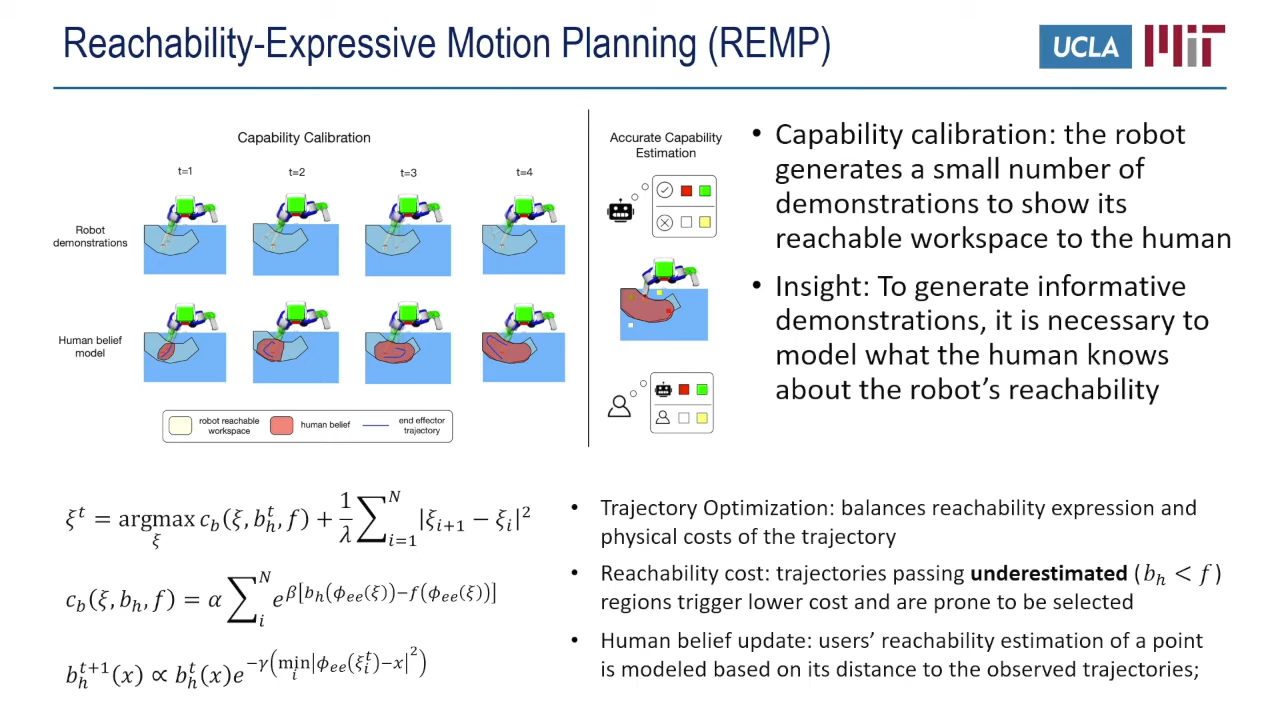 Reachability-Expressive Motion Planning (REMP)
UCLA
MIT
Capability Calibration
t=1
t=2
t=3
t=4
Robot
demonstrations
Human belief
model
robot reachable
workspace
human belief
end effector
trajectory
Accurate Capability
Estimation
• Capability calibration: the robot
generates a small number of
demonstrations to show its
reachable workspace to the human
• Insight: To generate informative
demonstrations, it is necessary to
model what the human knows
about the robot’s reachability
ξ^t = argmax_ξ c_b(ξ, b_h^t, f) + 1/λ ∑_{i=1}^N |ξ_{i+1} − ξ_i|^2
c_b(ξ, b_h, f) = α ∑_i^N e^{β[b_h(ϕ_ee(ξ))−f(ϕ_ee(ξ)]}
b_h^{t+1}(x) ∝ b_h^t(x)e^{−γ(min_i|ϕ_ee(ξ_i^t)−x|^2)}
• Trajectory Optimization: balances reachability expression and
physical costs of the trajectory
• Reachability cost: trajectories passing underestimated (b_h < f)
regions trigger lower cost and are prone to be selected
• Human belief update: users’ reachability estimation of a point
is modeled based on its distance to the observed trajectories;